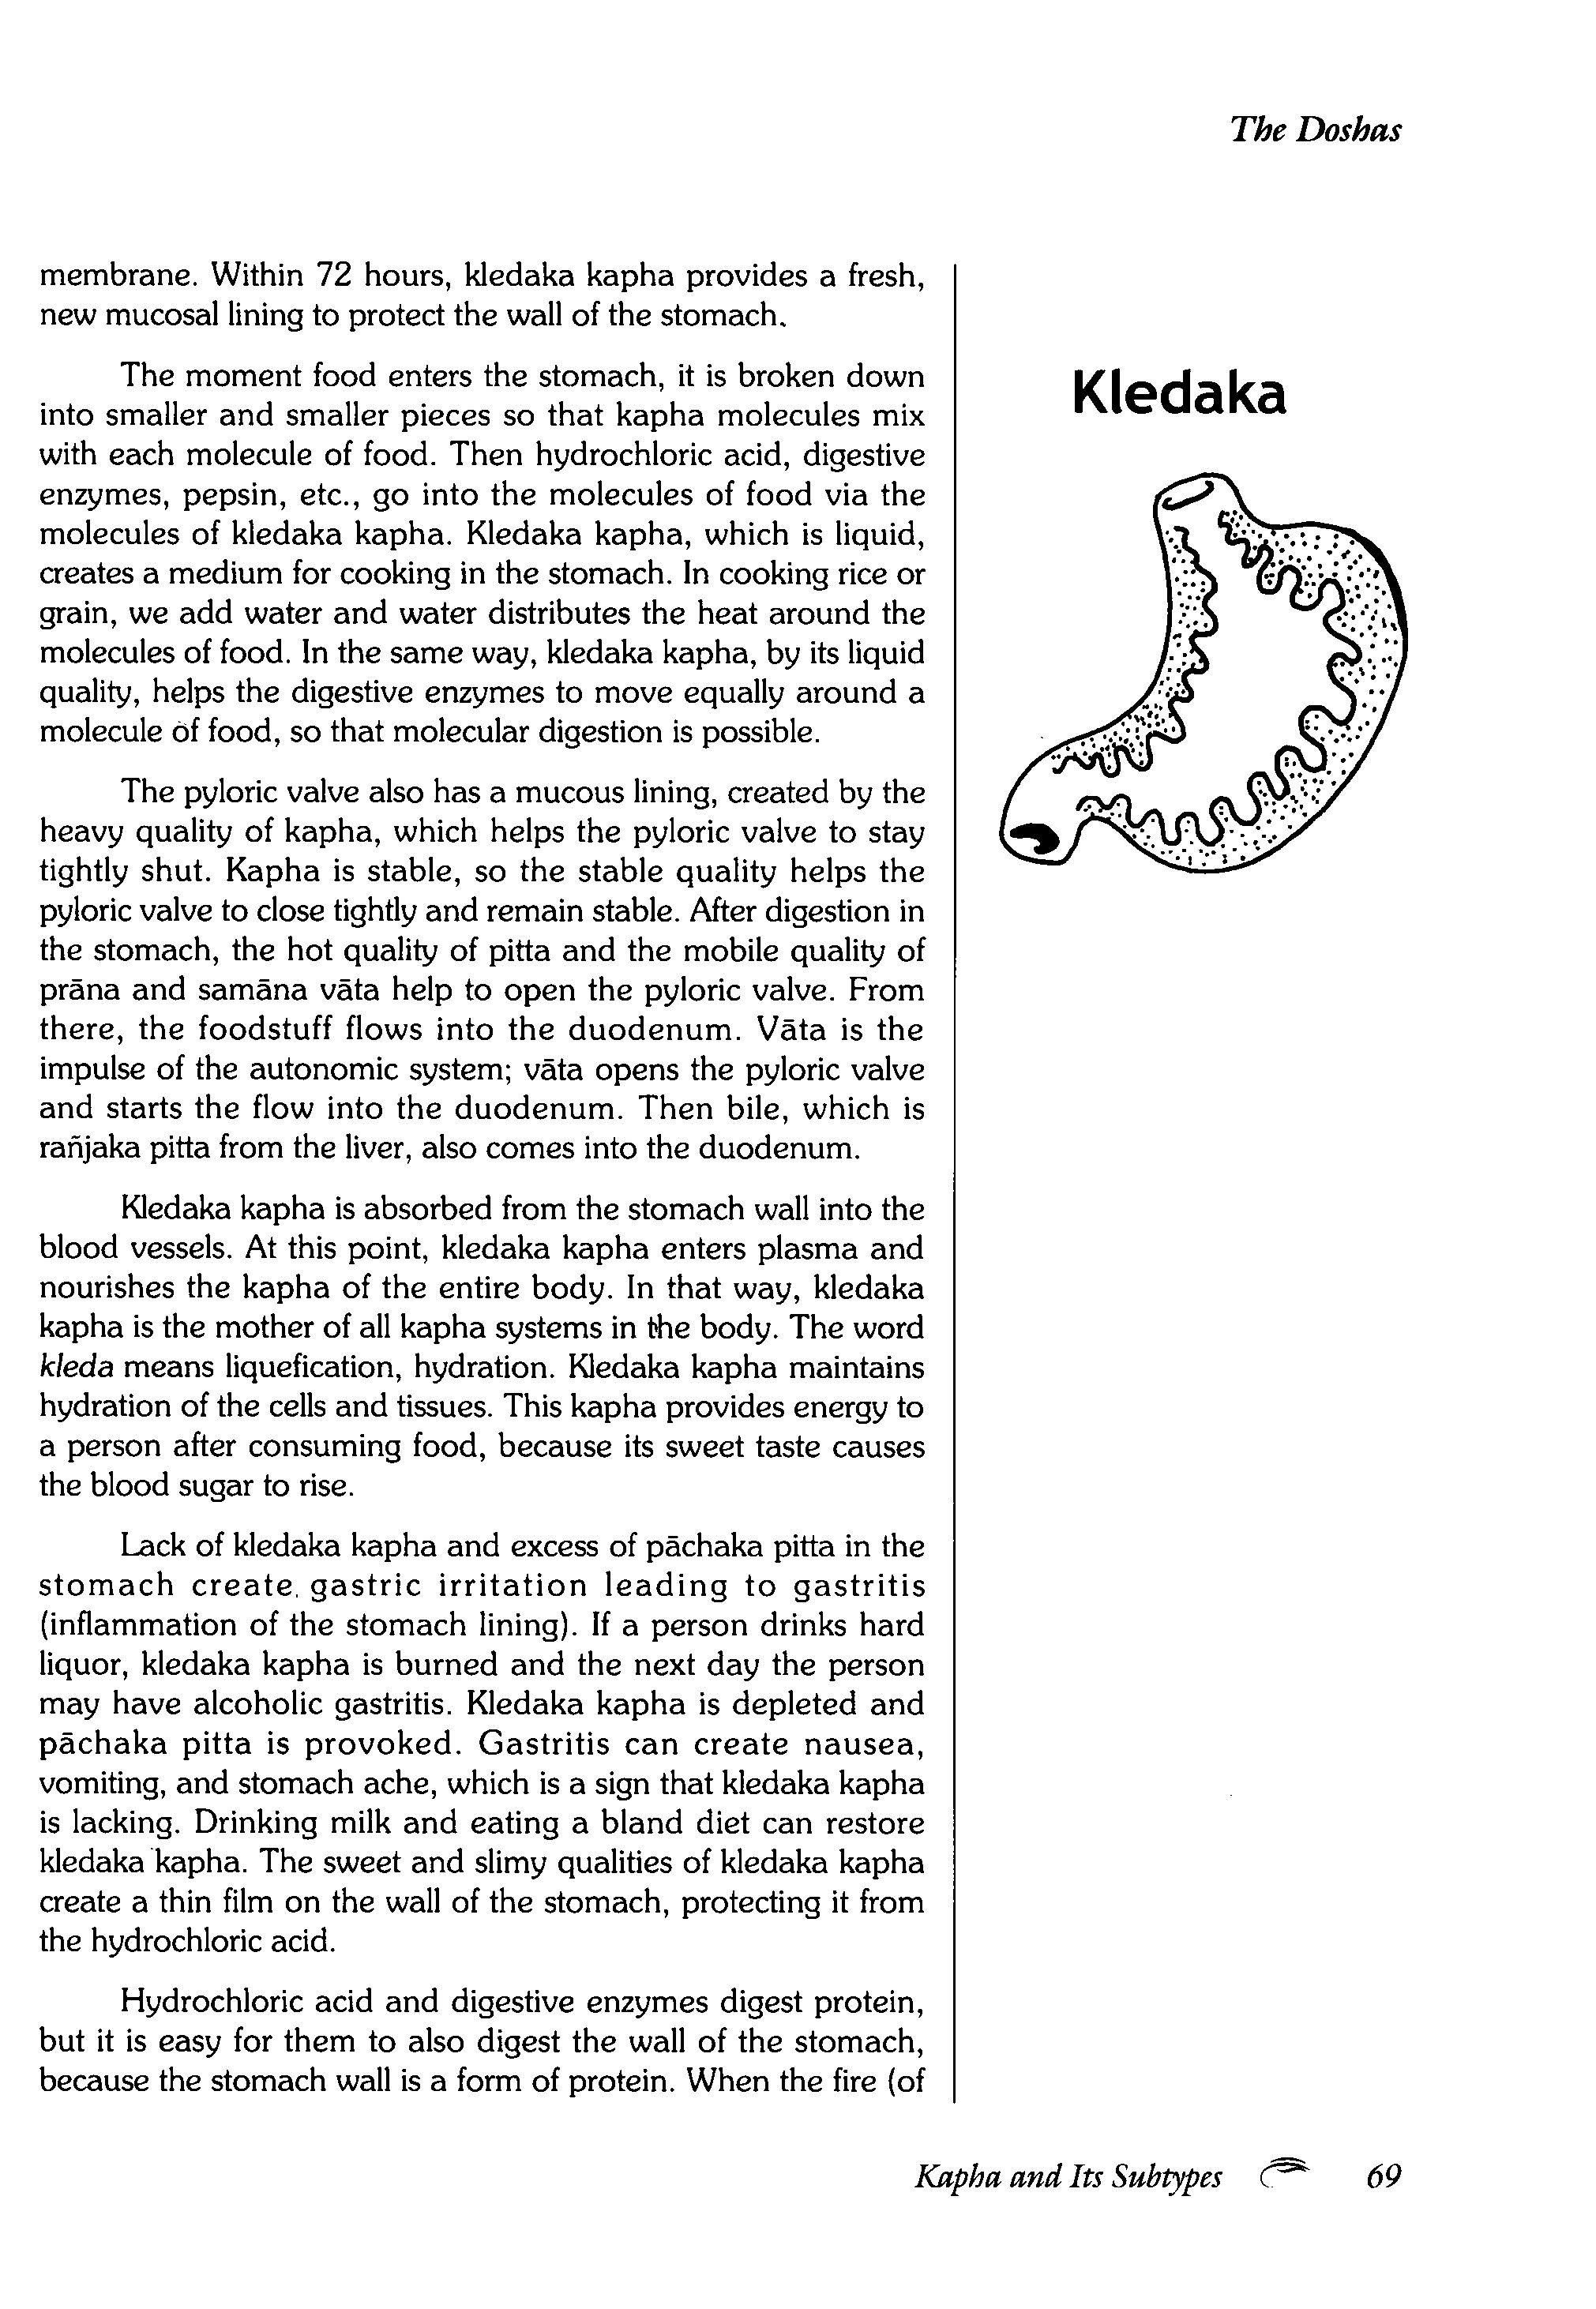 The Doshas
membrane. Within 72 hours, kledaka kapha provides a fresh,
new mucosal lining to protect the wall of the stomach.
The moment food enters the stomach, it is broken down
into smaller and smaller pieces so that kapha molecules mix
with each molecule of food. Then hydrochloric acid, digestive
enzymes, pepsin, etc., go into the molecules of food via the
molecules of kledaka kapha. Kledaka kapha, which is liquid,
creates a medium for cooking in the stomach. In cooking rice or
grain, we add water and water distributes the heat around the
molecules of food. In the same way, kledaka kapha, by its liquid
quality, helps the digestive enzymes to move equally around a
molecule of food, so that molecular digestion is possible.
The pyloric valve also has a mucous lining, created by the
heavy quality of kapha, which helps the pyloric valve to stay
tightly shut. Kapha is stable, so the stable quality helps the
pyloric valve to close tightly and remain stable. After digestion in
the stomach, the hot quality of pitta and the mobile quality of
prāna and samāna vāta help to open the pyloric valve. From
there, the foodstuff flows into the duodenum. Vāta is the
impulse of the autonomic system; vāta opens the pyloric valve
and starts the flow into the duodenum. Then bile, which is
rañjaka pitta from the liver, also comes into the duodenum.
Kledaka kapha is absorbed from the stomach wall into the
blood vessels. At this point, kledaka kapha enters plasma and
nourishes the kapha of the entire body. In that way, kledaka
kapha is the mother of all kapha systems in the body. The word
kleda means liquefication, hydration. Kledaka kapha maintains
hydration of the cells and tissues. This kapha provides energy to
a person after consuming food, because its sweet taste causes
the blood sugar to rise.
Lack of kledaka kapha and excess of pāchaka pitta in the
stomach create gastric irritation leading to gastritis
(inflammation of the stomach lining). If a person drinks hard
liquor, kledaka kapha is burned and the next day the person
may have alcoholic gastritis. Kledaka kapha is depleted and
pāchaka pitta is provoked. Gastritis can create nausea,
vomiting, and stomach ache, which is a sign that kledaka kapha
is lacking. Drinking milk and eating a bland diet can restore
kledaka kapha. The sweet and slimy qualities of kledaka kapha
create a thin film on the wall of the stomach, protecting it from
the hydrochloric acid.
Hydrochloric acid and digestive enzymes digest protein,
but it is easy for them to also digest the wall of the stomach,
because the stomach wall is a form of protein. When the fire (of
Kledaka
Kapha and Its Subtypes 69